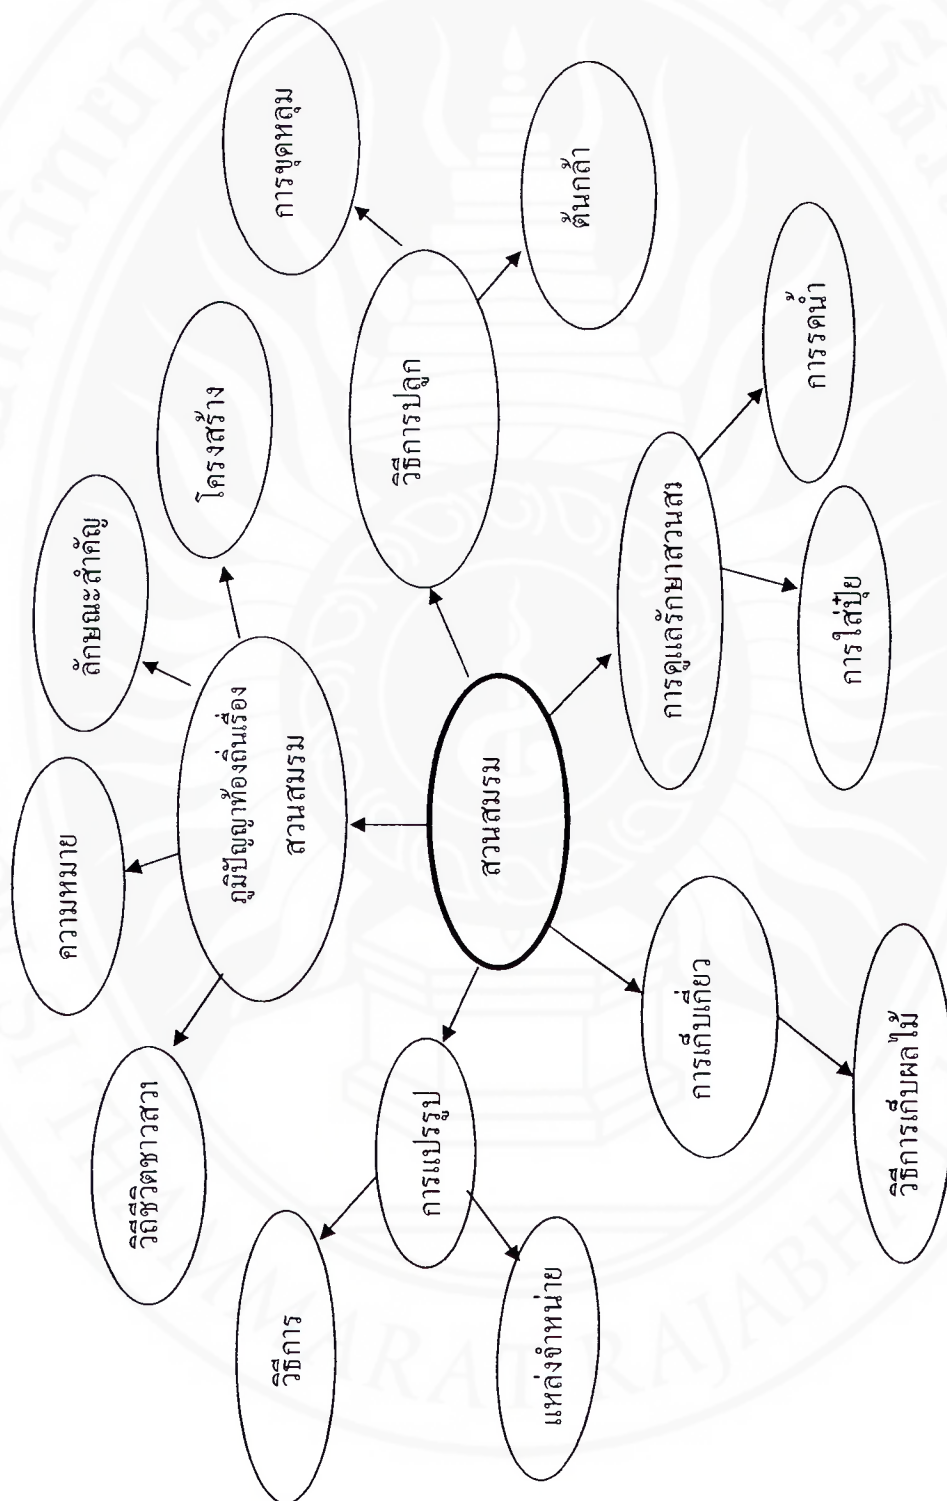 ความหมาย
ลักษณะสำคัญ
วิถีชีวิตชาวสว
โครงสร้าง
ภูมิปัญญาท้องถิ่นเรื่อง
สวนสมรม
วิธีการ
การขุดหลุม
การแปรรูป
วิธีการปลูก
สวนสมรม
แหล่งจำหน่าย
ต้นกล้า
การเก็บเกี่ยว
การดูแลรักษาสวนสม
การรดน้ำ
การใส่ปุ๋ย
วิธีการเก็บผลไม้
THAMMARAT RAJABHA